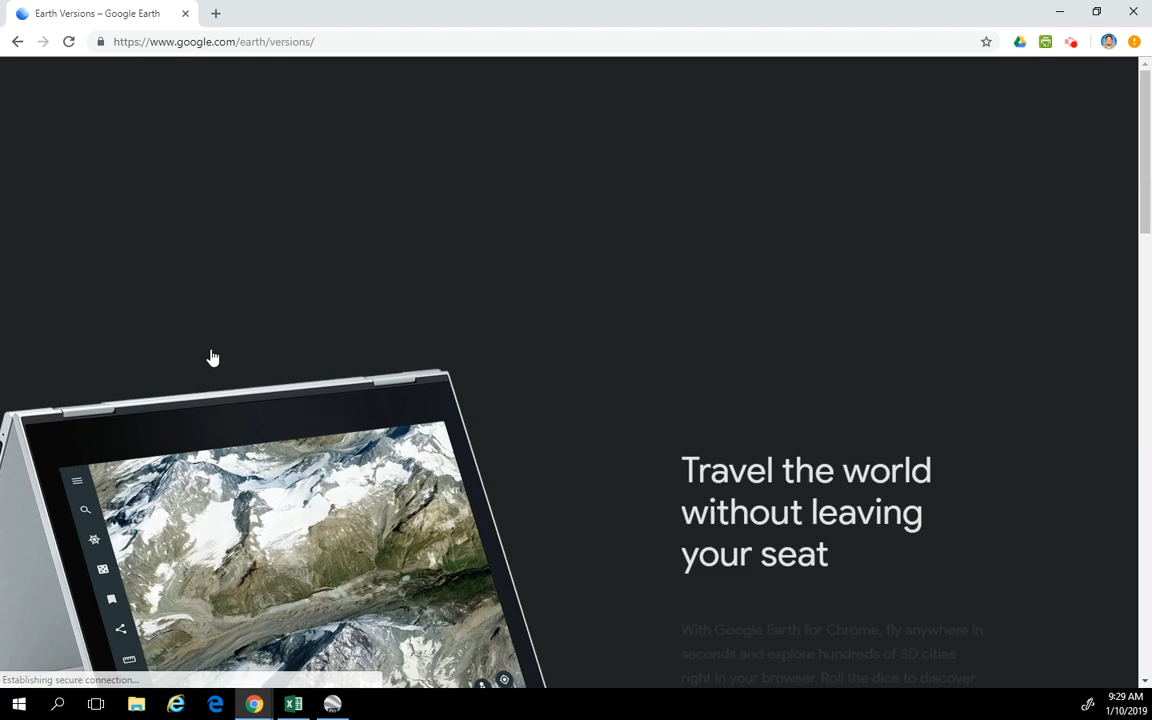 Earth Versions – Google Earth
https://www.google.com/earth/versions/
Travel the world
without leaving
your seat
With Google Earth for Chrome, fly anywhere in
seconds and explore hundreds of 3D cities
right in your browser. Roll the dice to discover
Establishing secure connection...
9:29 AM
1/10/2019